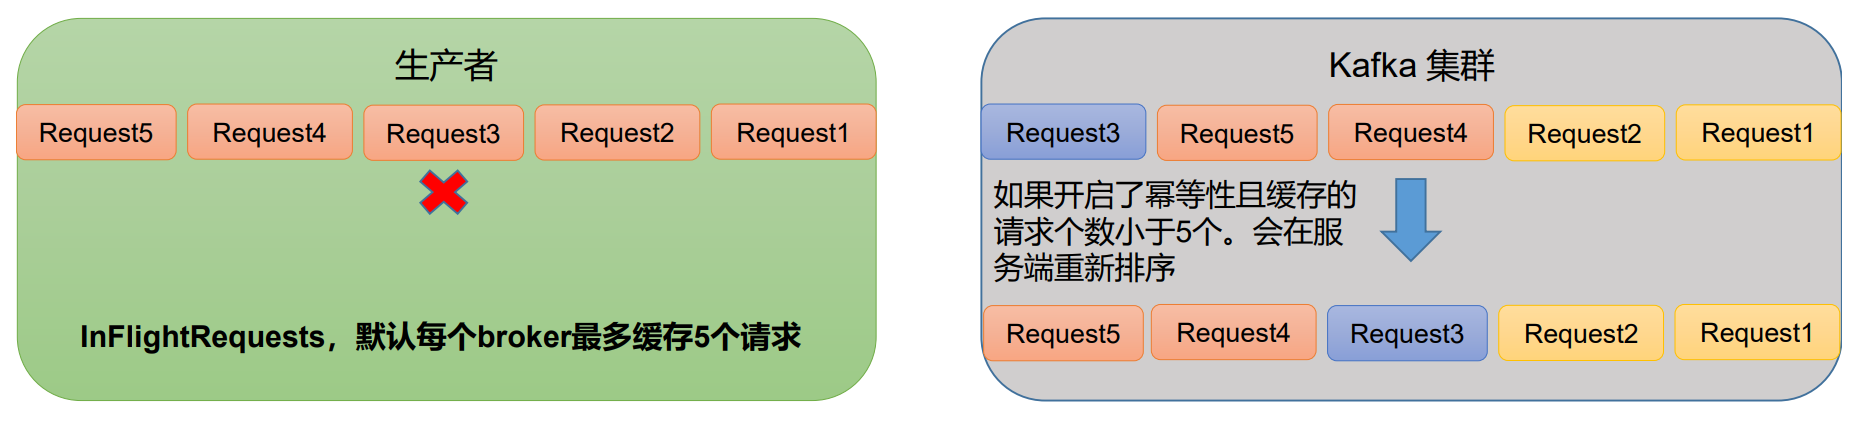 生产者
Request5 Request4 Request3 Request2 Request1
InFlightRequests，默认每个broker最多缓存5个请求
Kafka 集群
Request3 Request5 Request4 Request2 Request1
如果开启了幂等性且缓存的
请求个数小于5个。会在服
务端重新排序
Request5 Request4 Request3 Request2 Request1